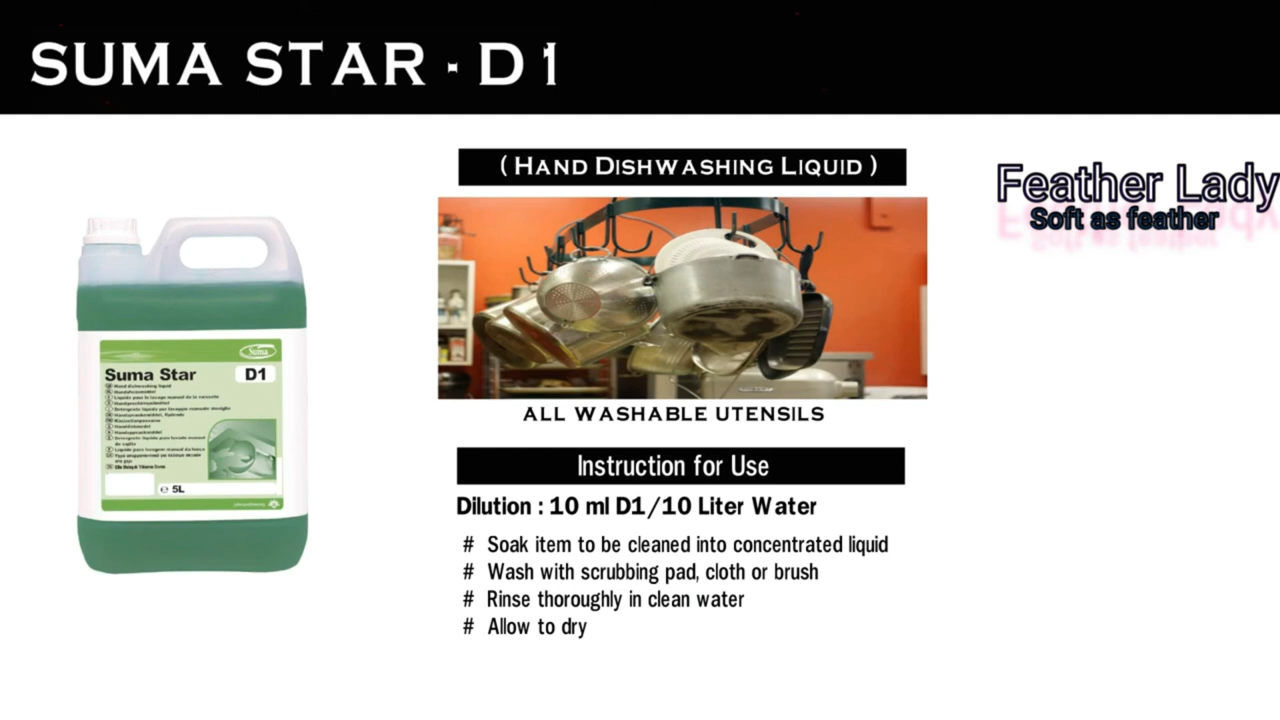 SUMA STAR · D1
( HAND DISHWASHING LIQUID )
Feather Lady
Soft as feather
Suma
Suma Star D1
Hand dishwashing liquid
ALL WASHABLE UTENSILS
Instruction for Use
Dilution : 10 ml D1/10 Liter Water
# Soak item to be cleaned into concentrated liquid
# Wash with scrubbing pad, cloth or brush
# Rinse thoroughly in clean water
# Allow to dry
℮ 5L